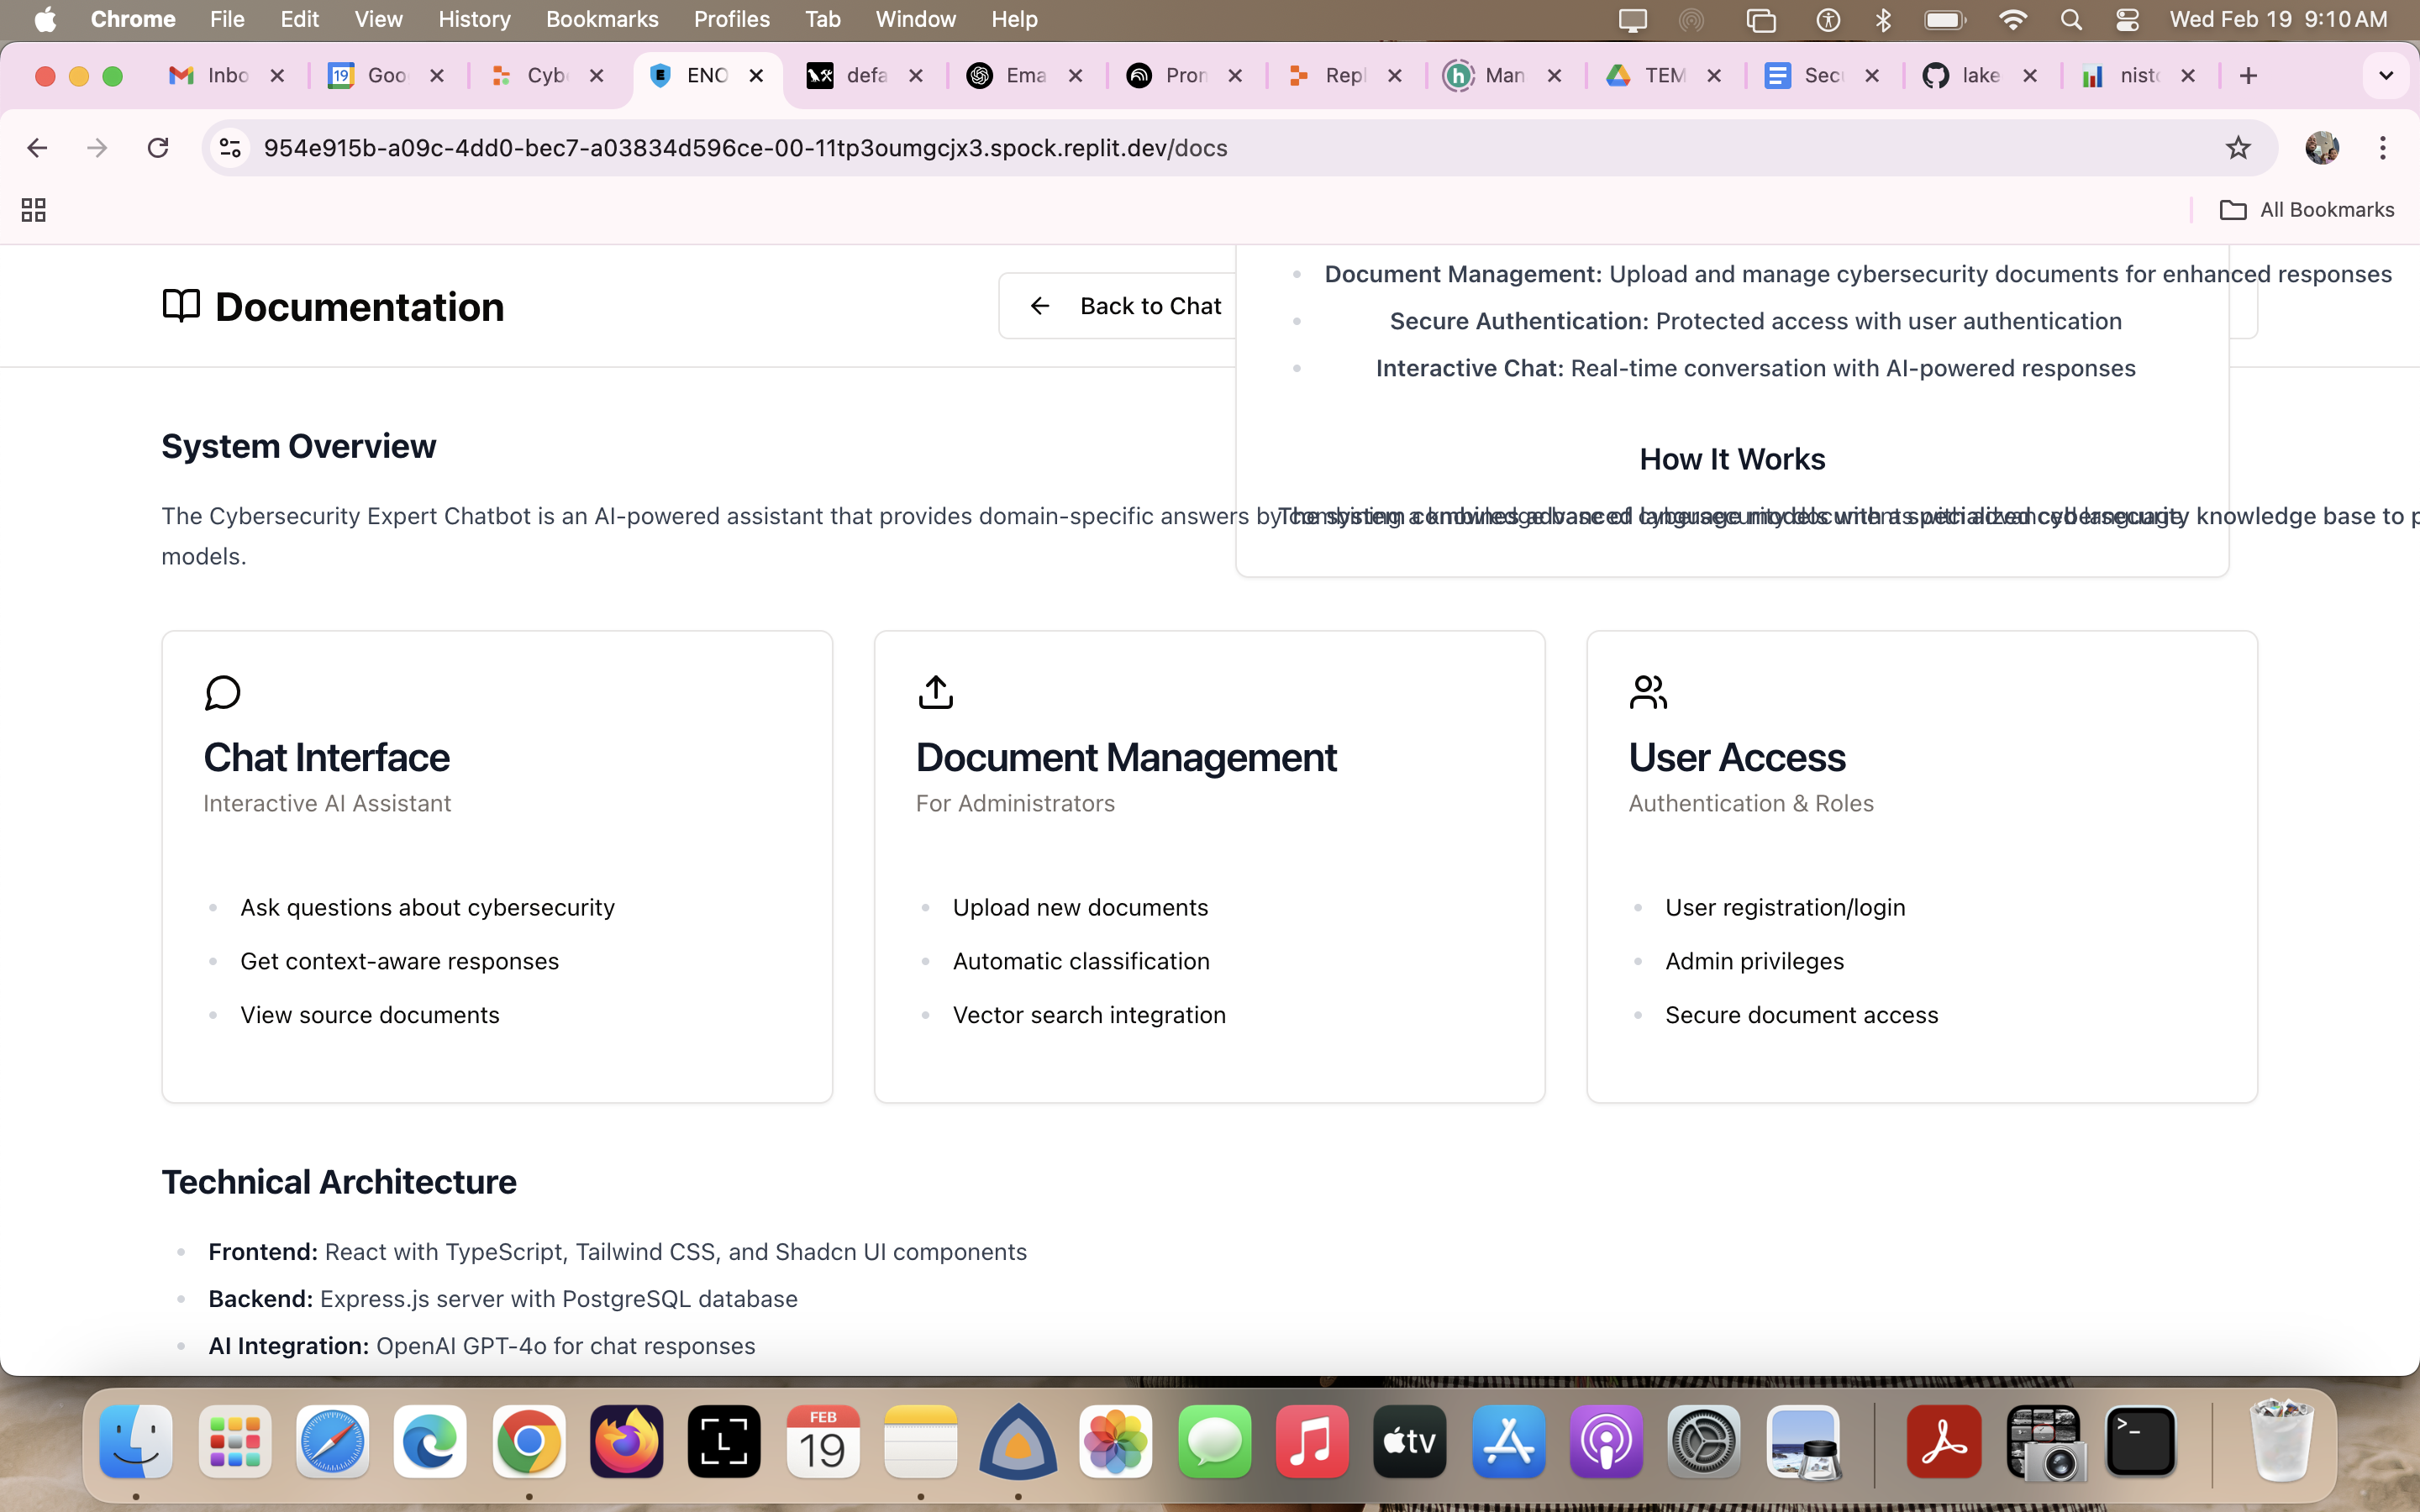 Chrome File Edit View History Bookmarks Profiles Tab Window Help Wed Feb 19 9:10 AM
Inbo 19 Goo Cyb ENO defa Ema Pron Repl h Man TEM Sec lake nist
954e915b-a09c-4dd0-bec7-a03834d596ce-00-11tp3oumgcjx3.spock.replit.dev/docs
All Bookmarks
Documentation
Back to Chat
• Document Management: Upload and manage cybersecurity documents for enhanced responses
• Secure Authentication: Protected access with user authentication
• Interactive Chat: Real-time conversation with AI-powered responses
How It Works
System Overview
The Cybersecurity Expert Chatbot is an AI-powered assistant that provides domain-specific answers by
knowledge base to p
models.
Chat Interface
Interactive AI Assistant
• Ask questions about cybersecurity
• Get context-aware responses
• View source documents
Document Management
For Administrators
• Upload new documents
• Automatic classification
• Vector search integration
User Access
Authentication & Roles
• User registration/login
• Admin privileges
• Secure document access
Technical Architecture
• Frontend: React with TypeScript, Tailwind CSS, and Shadcn UI components
• Backend: Express.js server with PostgreSQL database
• AI Integration: OpenAI GPT-4o for chat responses
L
FEB
19
tv
>_